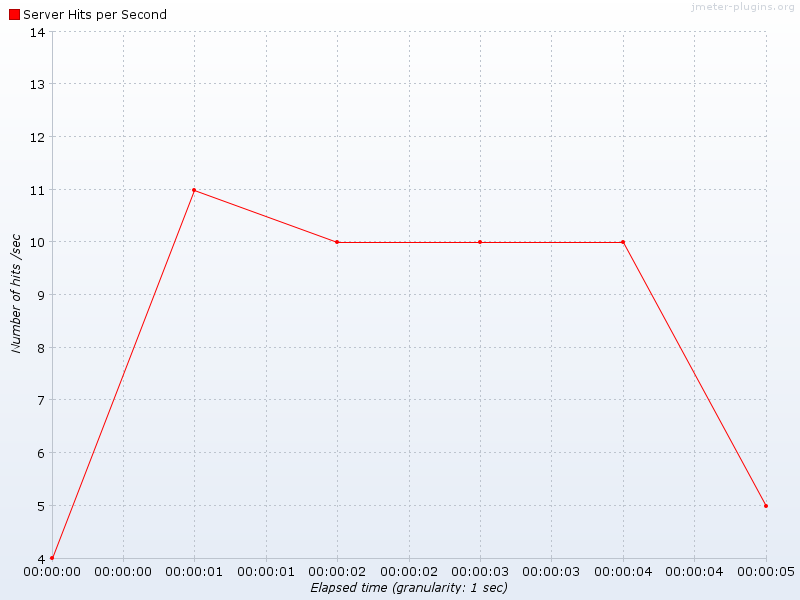 jmeter-plugins.org
Server Hits per Second
14
13
12
11
10
9
8
7
6
5
4
Number of hits /sec
00:00:00 00:00:00 00:00:01 00:00:01 00:00:02 00:00:02 00:00:03 00:00:03 00:00:04 00:00:04 00:00:05
Elapsed time (granularity: 1 sec)